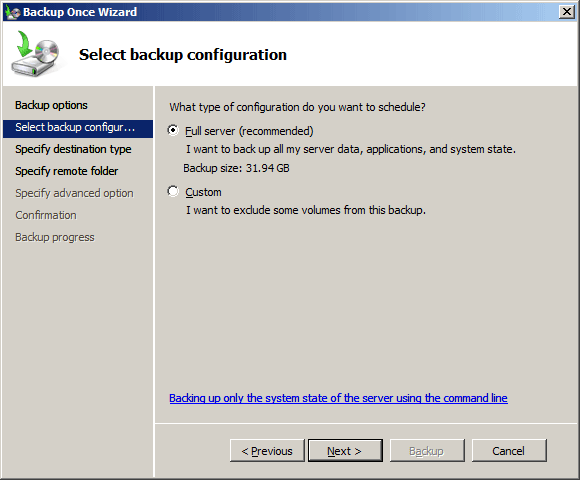 Backup Once Wizard
Select backup configuration
Backup options
Select backup configur...
Specify destination type
Specify remote folder
Specify advanced option
Confirmation
Backup progress
What type of configuration do you want to schedule?
Full server (recommended)
I want to back up all my server data, applications, and system state.
Backup size: 31.94 GB
Custom
I want to exclude some volumes from this backup.
Backing up only the system state of the server using the command line
< Previous
Next >
Backup
Cancel